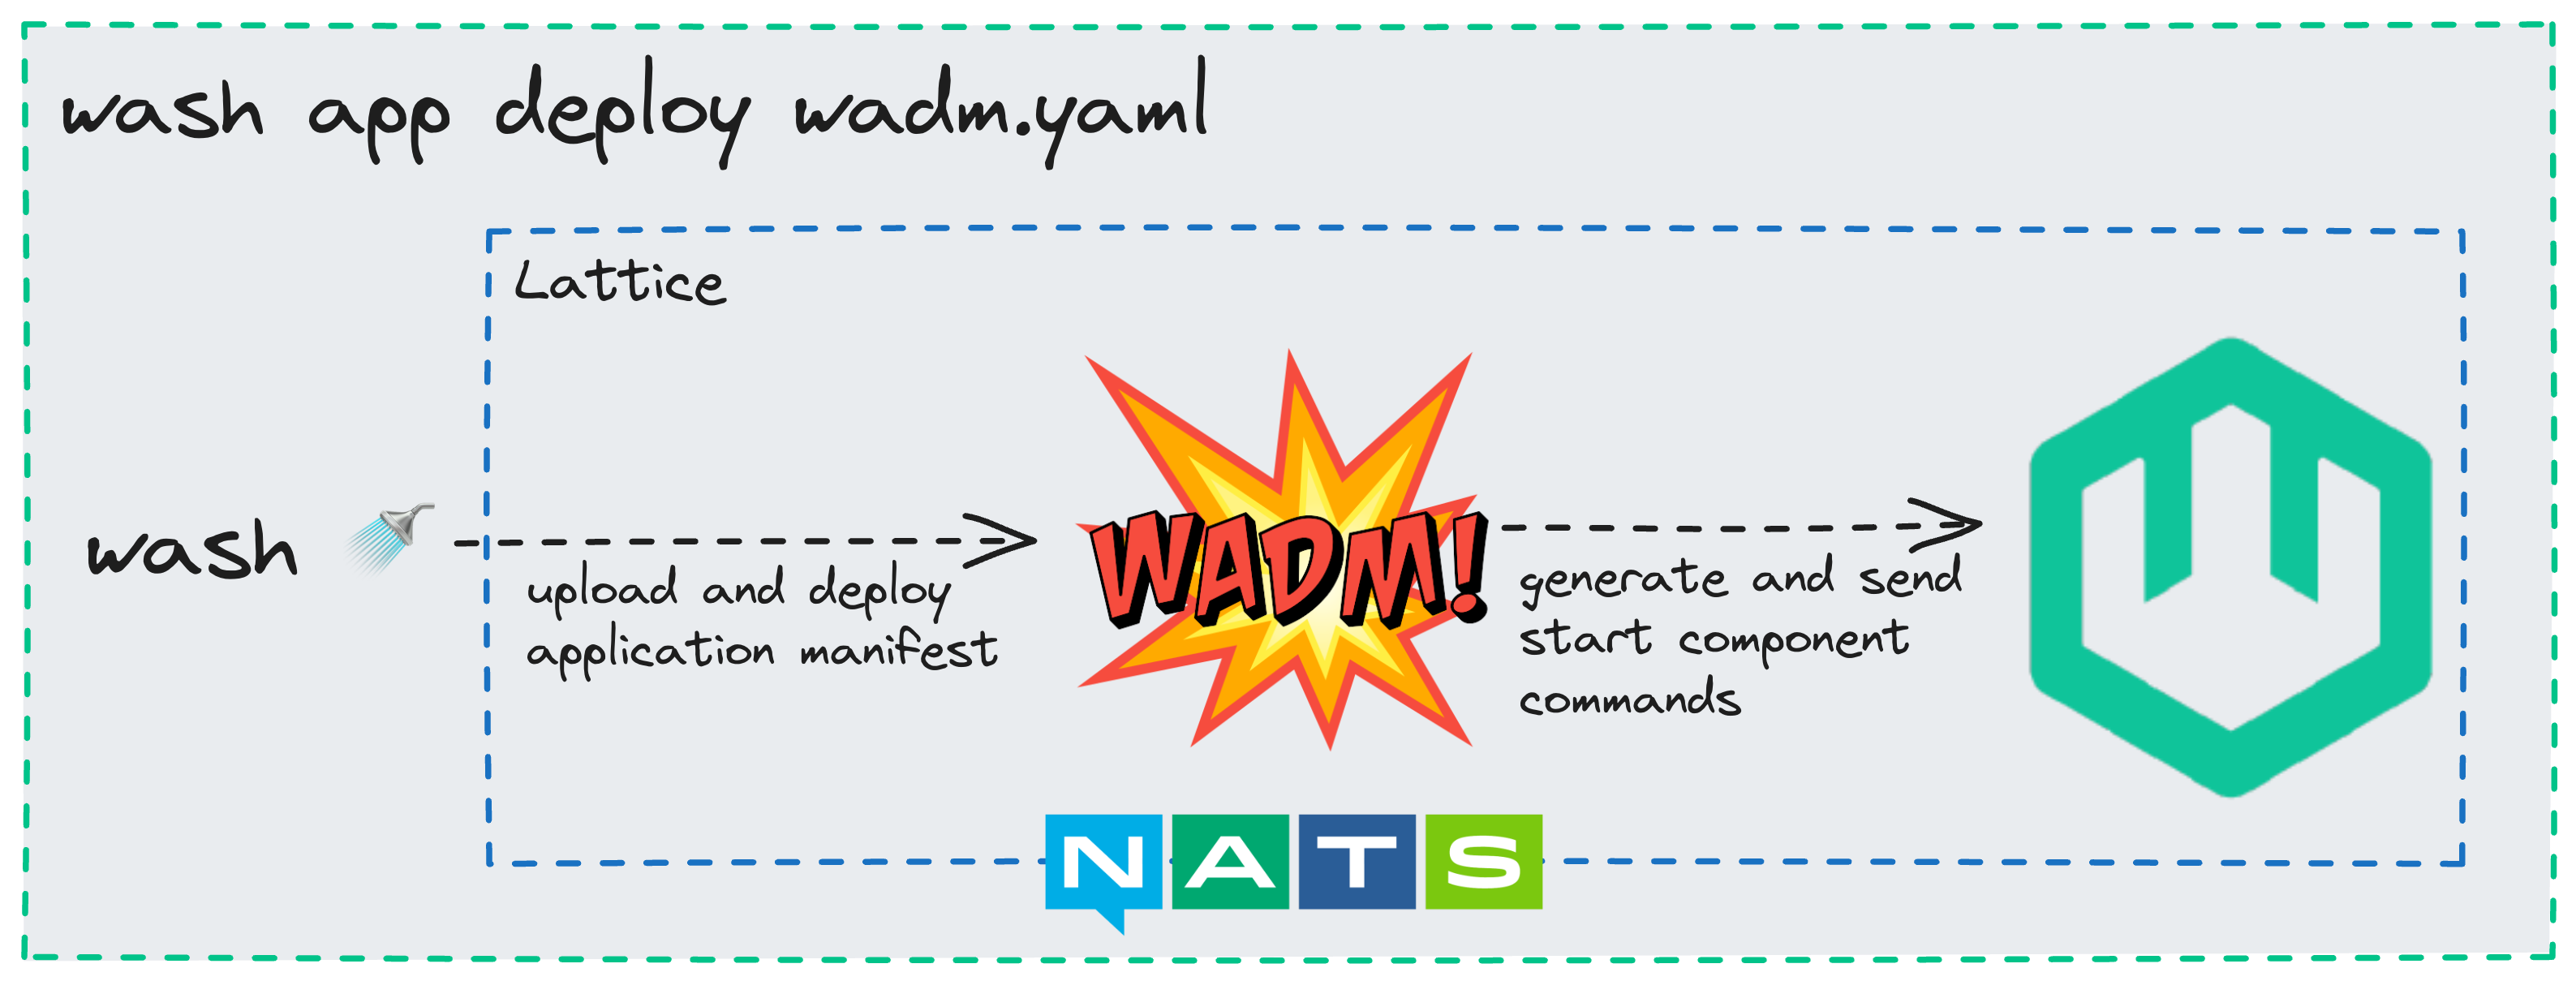 wash app deploy wadm.yaml
Lattice
wash
upload and deploy
application manifest
WADM!
generate and send
start component
commands
NATS